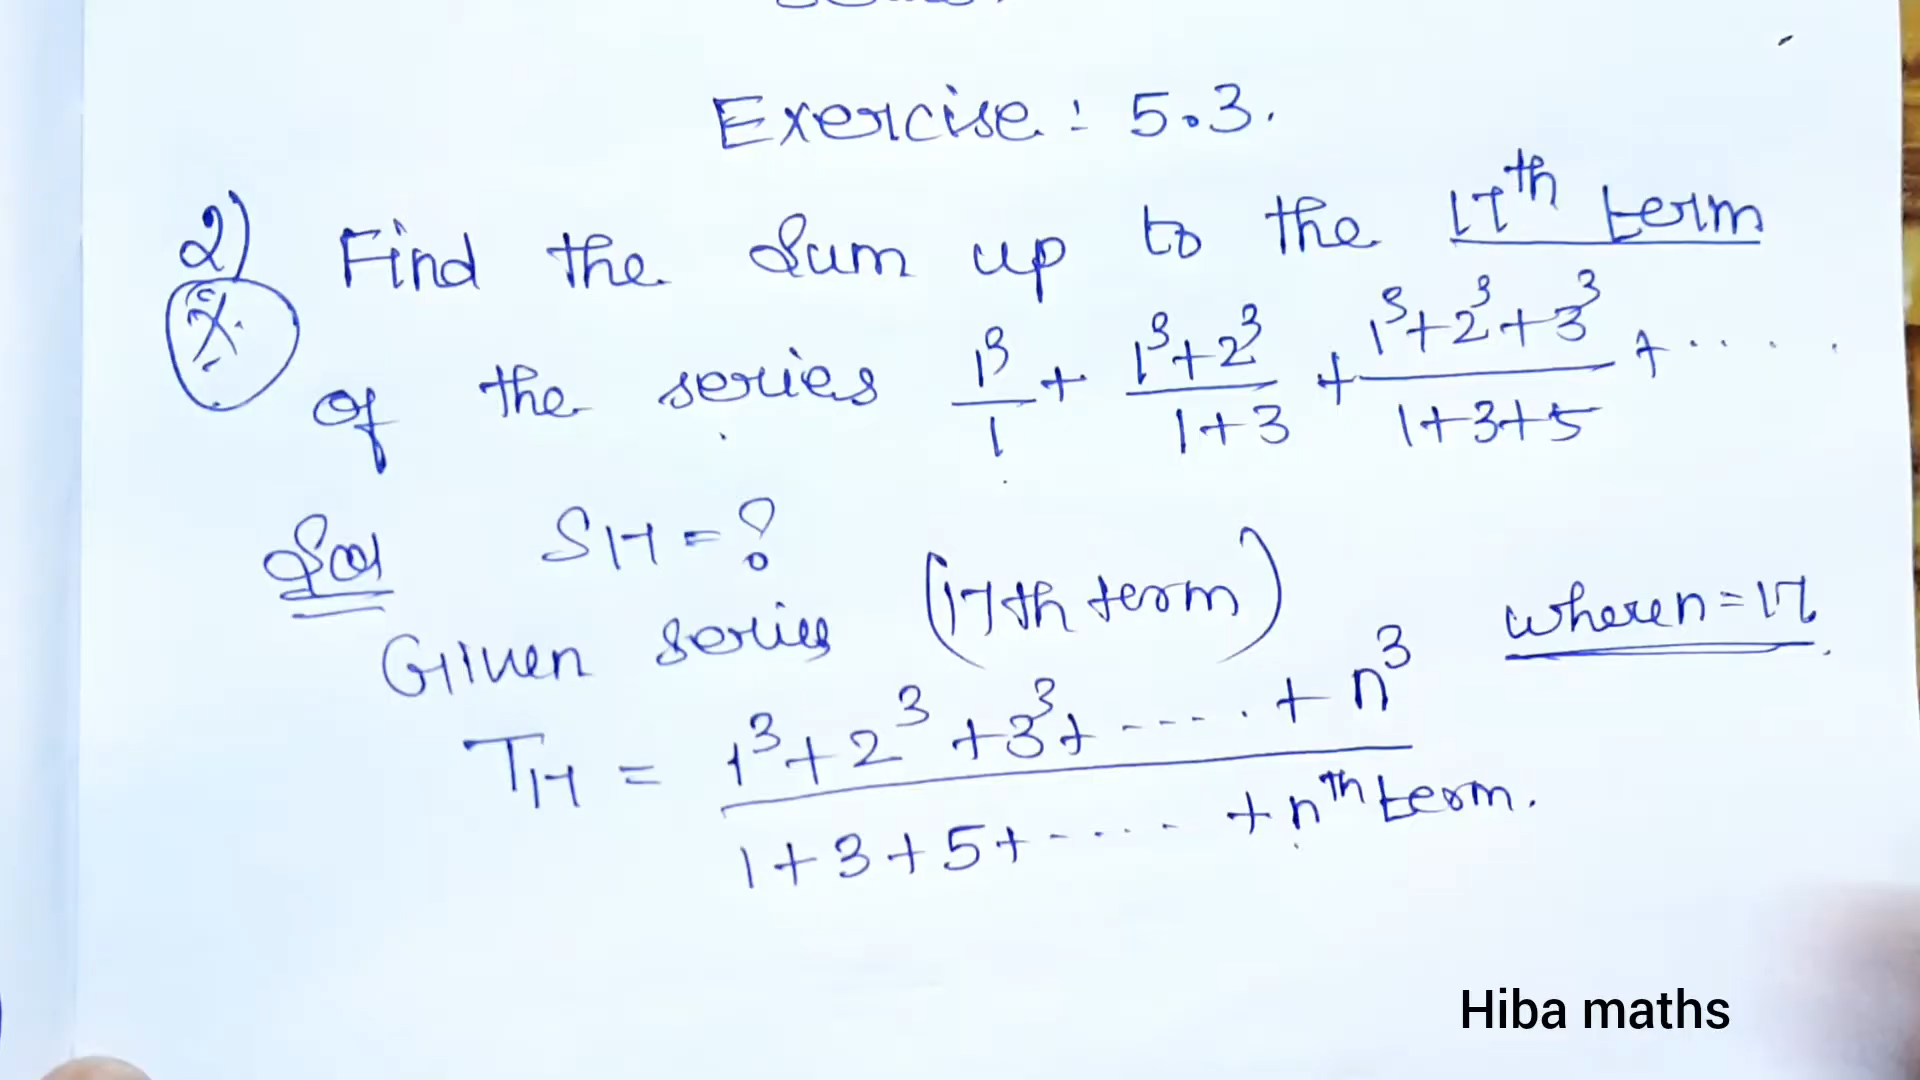 Exercise : 5.3.
2) Find the Sum up to the 17th term
of the series 1³/1 + 1³+2³/1+3 + 1³+2³+3³/1+3+5 + .....
Sol S17 = ?
Given series (17th term) where n = 17.
T17 = 1³+2³+3³+ ..... + n³
1+3+5+ ..... + nth term.
Hiba maths